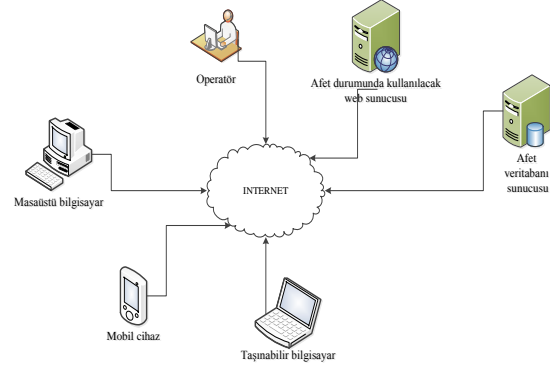 Operatör
Afet durumunda kullanılacak
web sunucusu
Afet
veritabanı
sunucusu
INTERNET
Masaüstü bilgisayar
Mobil cihaz
Taşınabilir bilgisayar